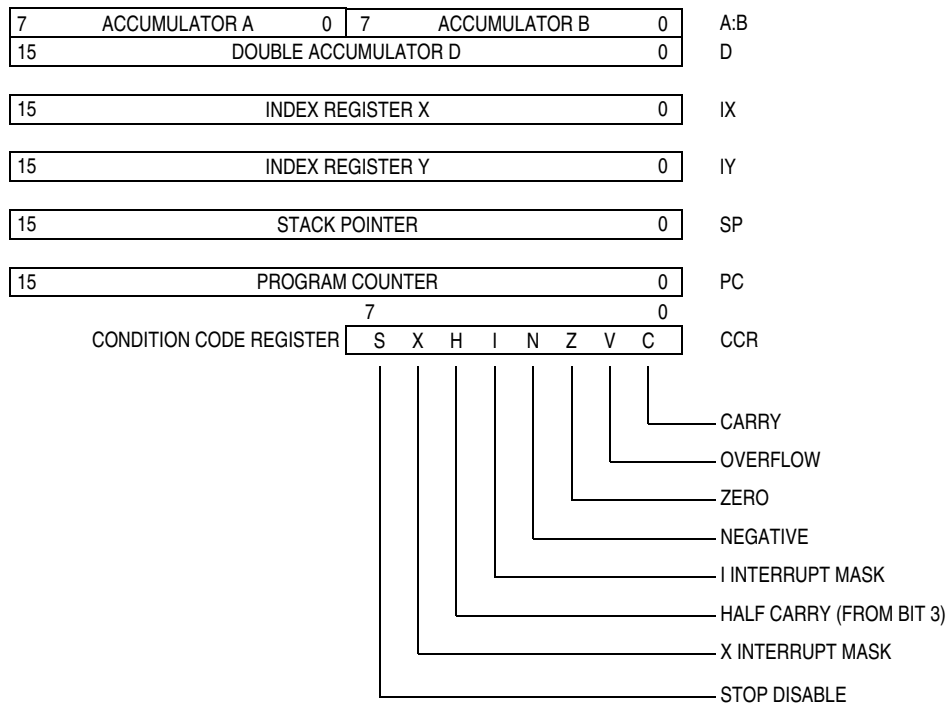 7 ACCUMULATOR A 0 7 ACCUMULATOR B 0 A:B
15 DOUBLE ACCUMULATOR D 0 D
15 INDEX REGISTER X 0 IX
15 INDEX REGISTER Y 0 IY
15 STACK POINTER 0 SP
15 PROGRAM COUNTER 0 PC
7 0
CONDITION CODE REGISTER S X H I N Z V C CCR
CARRY
OVERFLOW
ZERO
NEGATIVE
I INTERRUPT MASK
HALF CARRY (FROM BIT 3)
X INTERRUPT MASK
STOP DISABLE